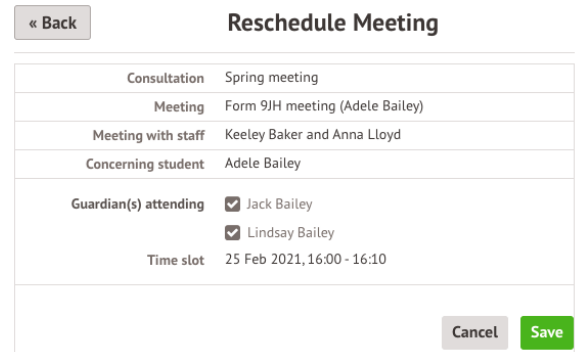 « Back
Reschedule Meeting
Consultation Spring meeting
Meeting Form 9JH meeting (Adele Bailey)
Meeting with staff Keeley Baker and Anna Lloyd
Concerning student Adele Bailey
Guardian(s) attending Jack Bailey
Lindsay Bailey
Time slot 25 Feb 2021, 16:00 - 16:10
Cancel Save